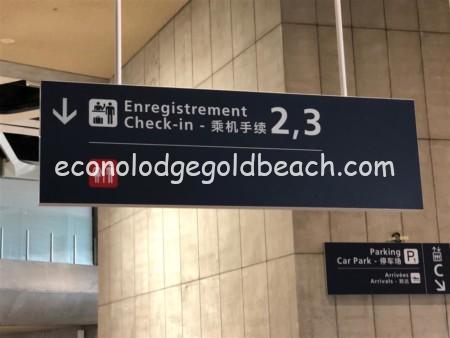 Enregistrement
Check-in - 乘机手续 2,3
econolodgegoldbeach.com
Parking
Car Park - 停车场 P
Arrivées
Arrivals - 到达
C